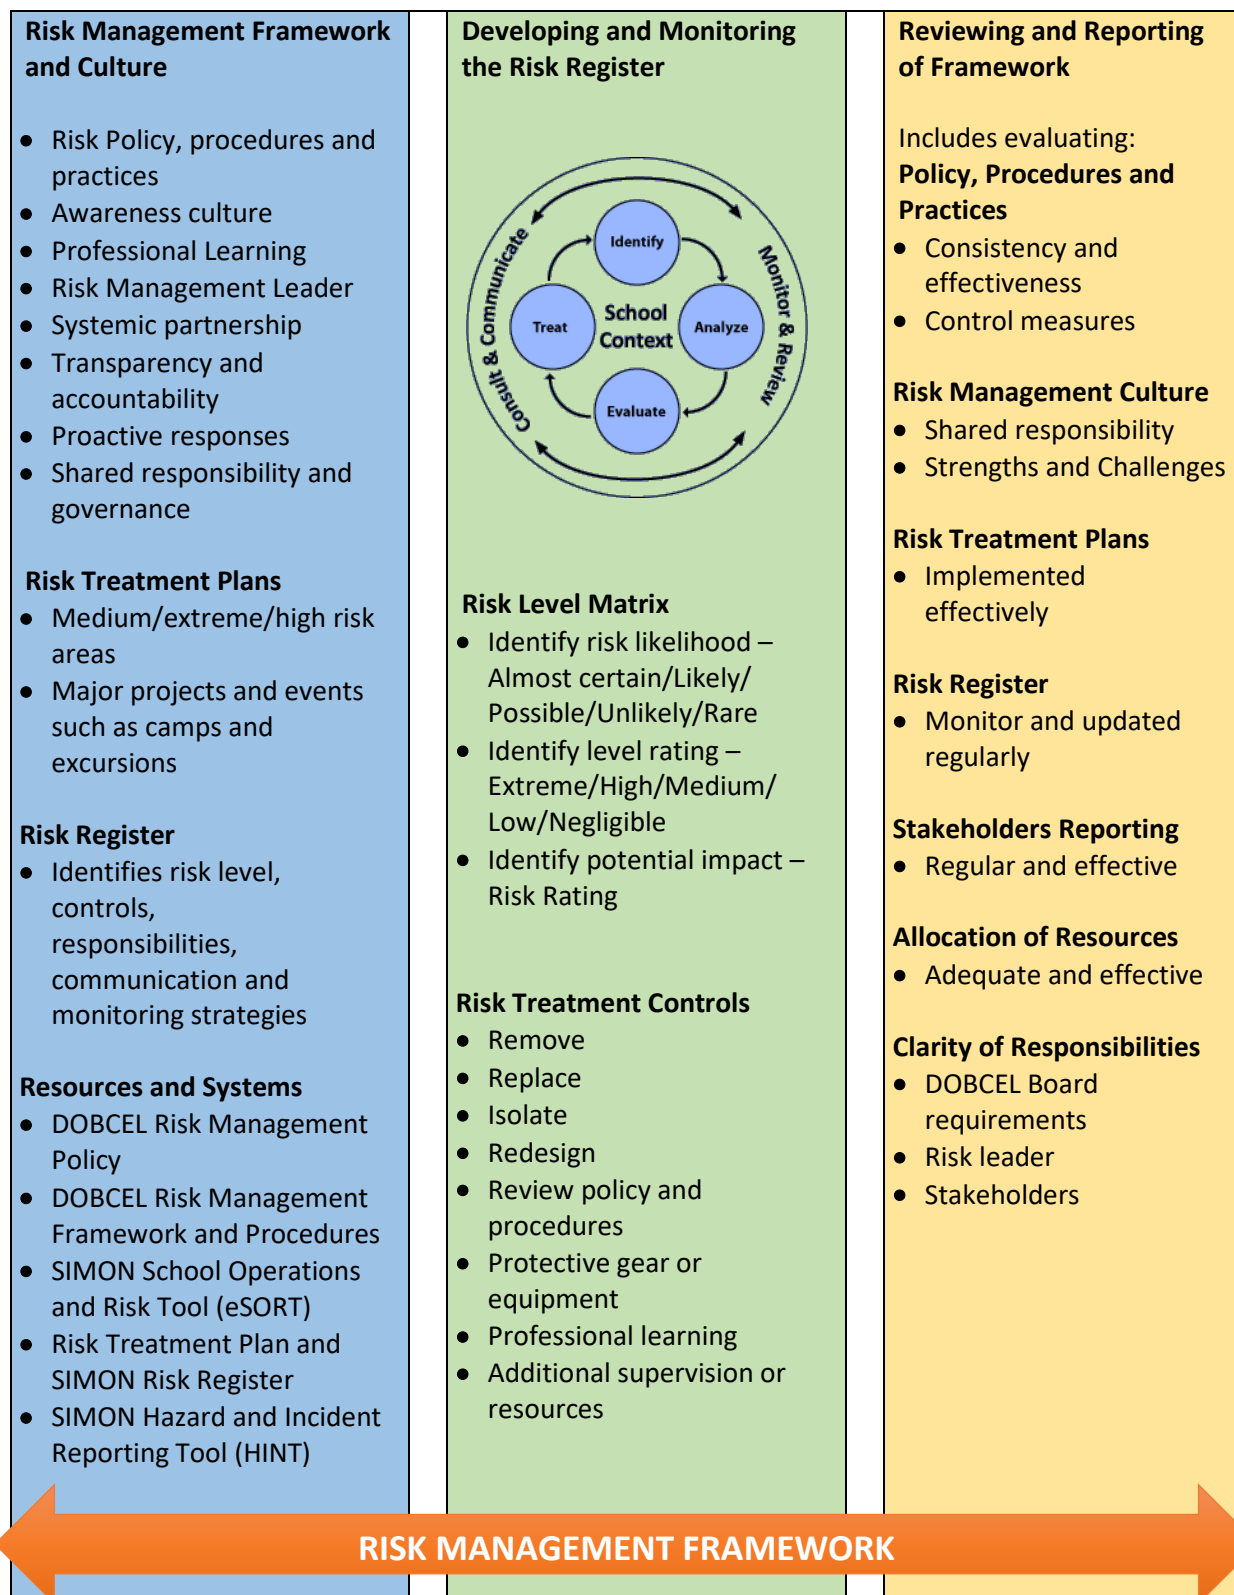 Risk Management Framework
and Culture
• Risk Policy, procedures and
practices
• Awareness culture
• Professional Learning
• Risk Management Leader
• Systemic partnership
• Transparency and
accountability
• Proactive responses
• Shared responsibility and
governance
Risk Treatment Plans
• Medium/extreme/high risk
areas
• Major projects and events
such as camps and
excursions
Risk Register
• Identifies risk level,
controls,
responsibilities,
communication and
monitoring strategies
Resources and Systems
• DOBCEL Risk Management
Policy
• DOBCEL Risk Management
Framework and Procedures
• SIMON School Operations
and Risk Tool (eSORT)
• Risk Treatment Plan and
SIMON Risk Register
• SIMON Hazard and Incident
Reporting Tool (HINT)
Developing and Monitoring
the Risk Register
Consult & Communicate
Monitor & Review
Identify
Treat
School
Context
Analyze
Evaluate
Risk Level Matrix
• Identify risk likelihood –
Almost certain/Likely/
Possible/Unlikely/Rare
• Identify level rating –
Extreme/High/Medium/
Low/Negligible
• Identify potential impact –
Risk Rating
Risk Treatment Controls
• Remove
• Replace
• Isolate
• Redesign
• Review policy and
procedures
• Protective gear or
equipment
• Professional learning
• Additional supervision or
resources
Reviewing and Reporting
of Framework
Includes evaluating:
Policy, Procedures and
Practices
• Consistency and
effectiveness
• Control measures
Risk Management Culture
• Shared responsibility
• Strengths and Challenges
Risk Treatment Plans
• Implemented
effectively
Risk Register
• Monitor and updated
regularly
Stakeholders Reporting
• Regular and effective
Allocation of Resources
• Adequate and effective
Clarity of Responsibilities
• DOBCEL Board
requirements
• Risk leader
• Stakeholders
RISK MANAGEMENT FRAMEWORK